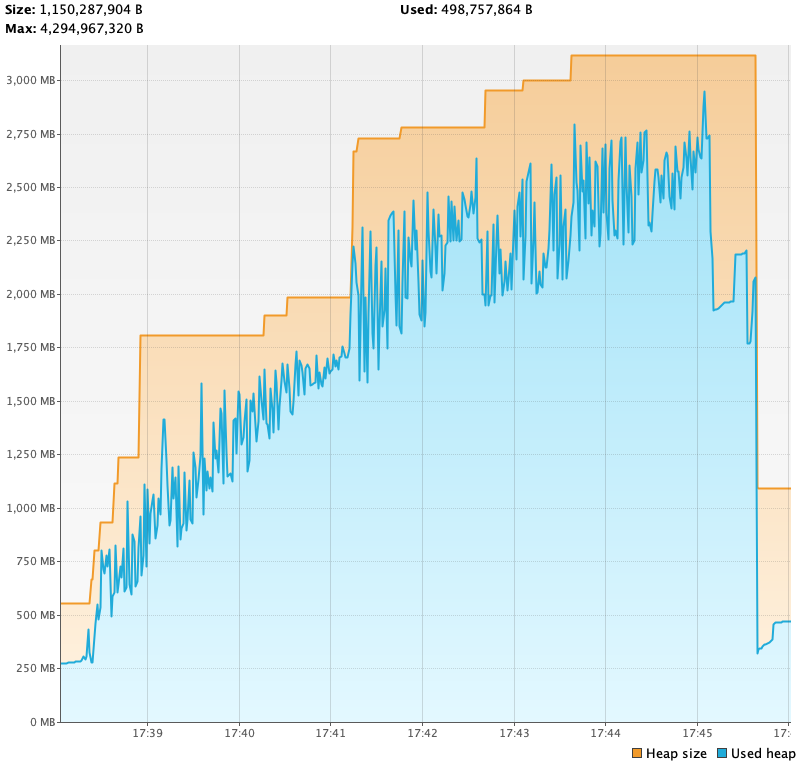 Size: 1,150,287,904 B Used: 498,757,864 B
Max: 4,294,967,320 B
3,000 MB
2,750 MB
2,500 MB
2,250 MB
2,000 MB
1,750 MB
1,500 MB
1,250 MB
1,000 MB
750 MB
500 MB
250 MB
0 MB
17:39 17:40 17:41 17:42 17:43 17:44 17:45 17:
Heap size Used heap